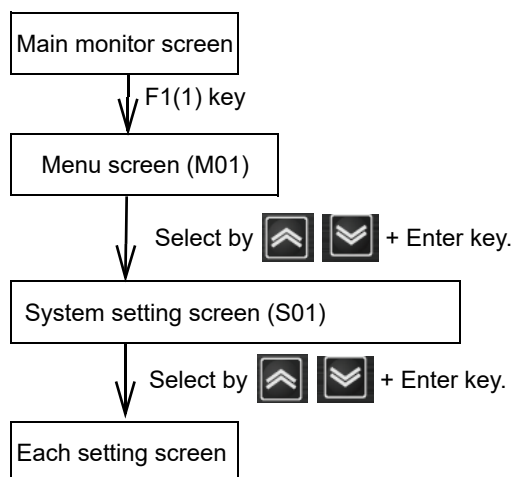 Main monitor screen
F1(1) key
Menu screen (M01)
Select by + Enter key.
System setting screen (S01)
Select by + Enter key.
Each setting screen